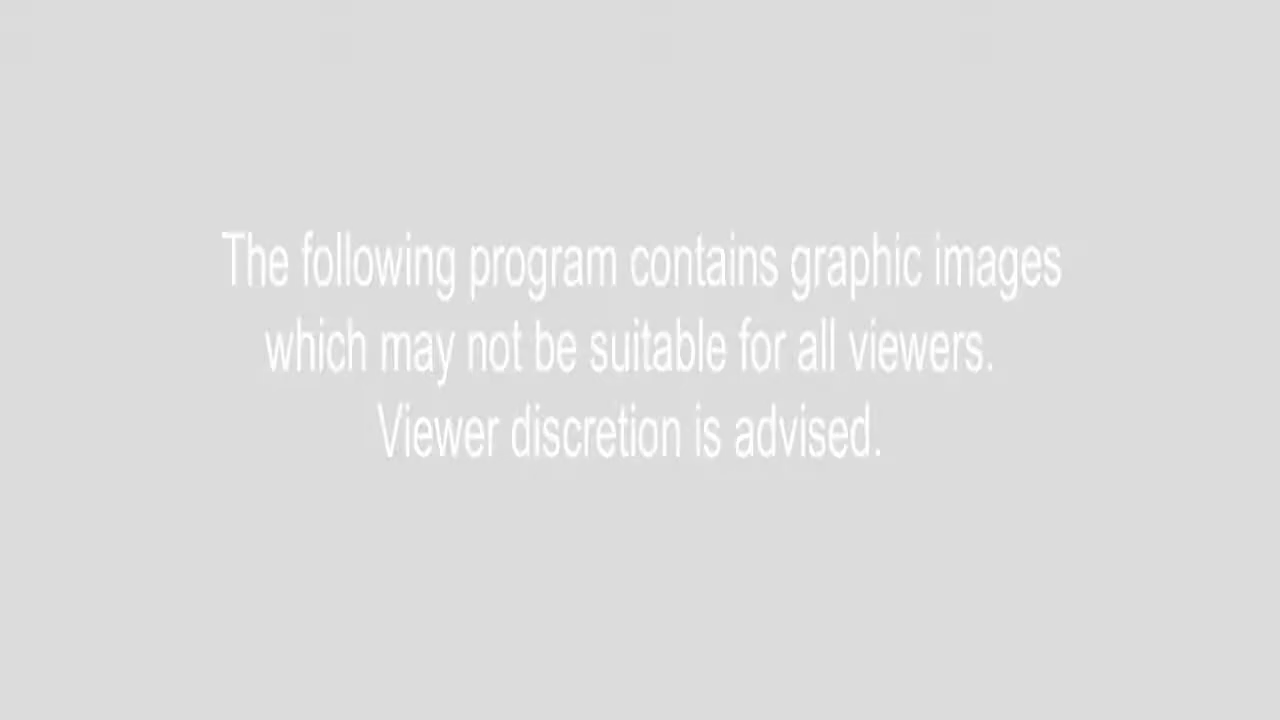 The following program contains graphic images
which may not be suitable for all viewers.
Viewer discretion is advised.